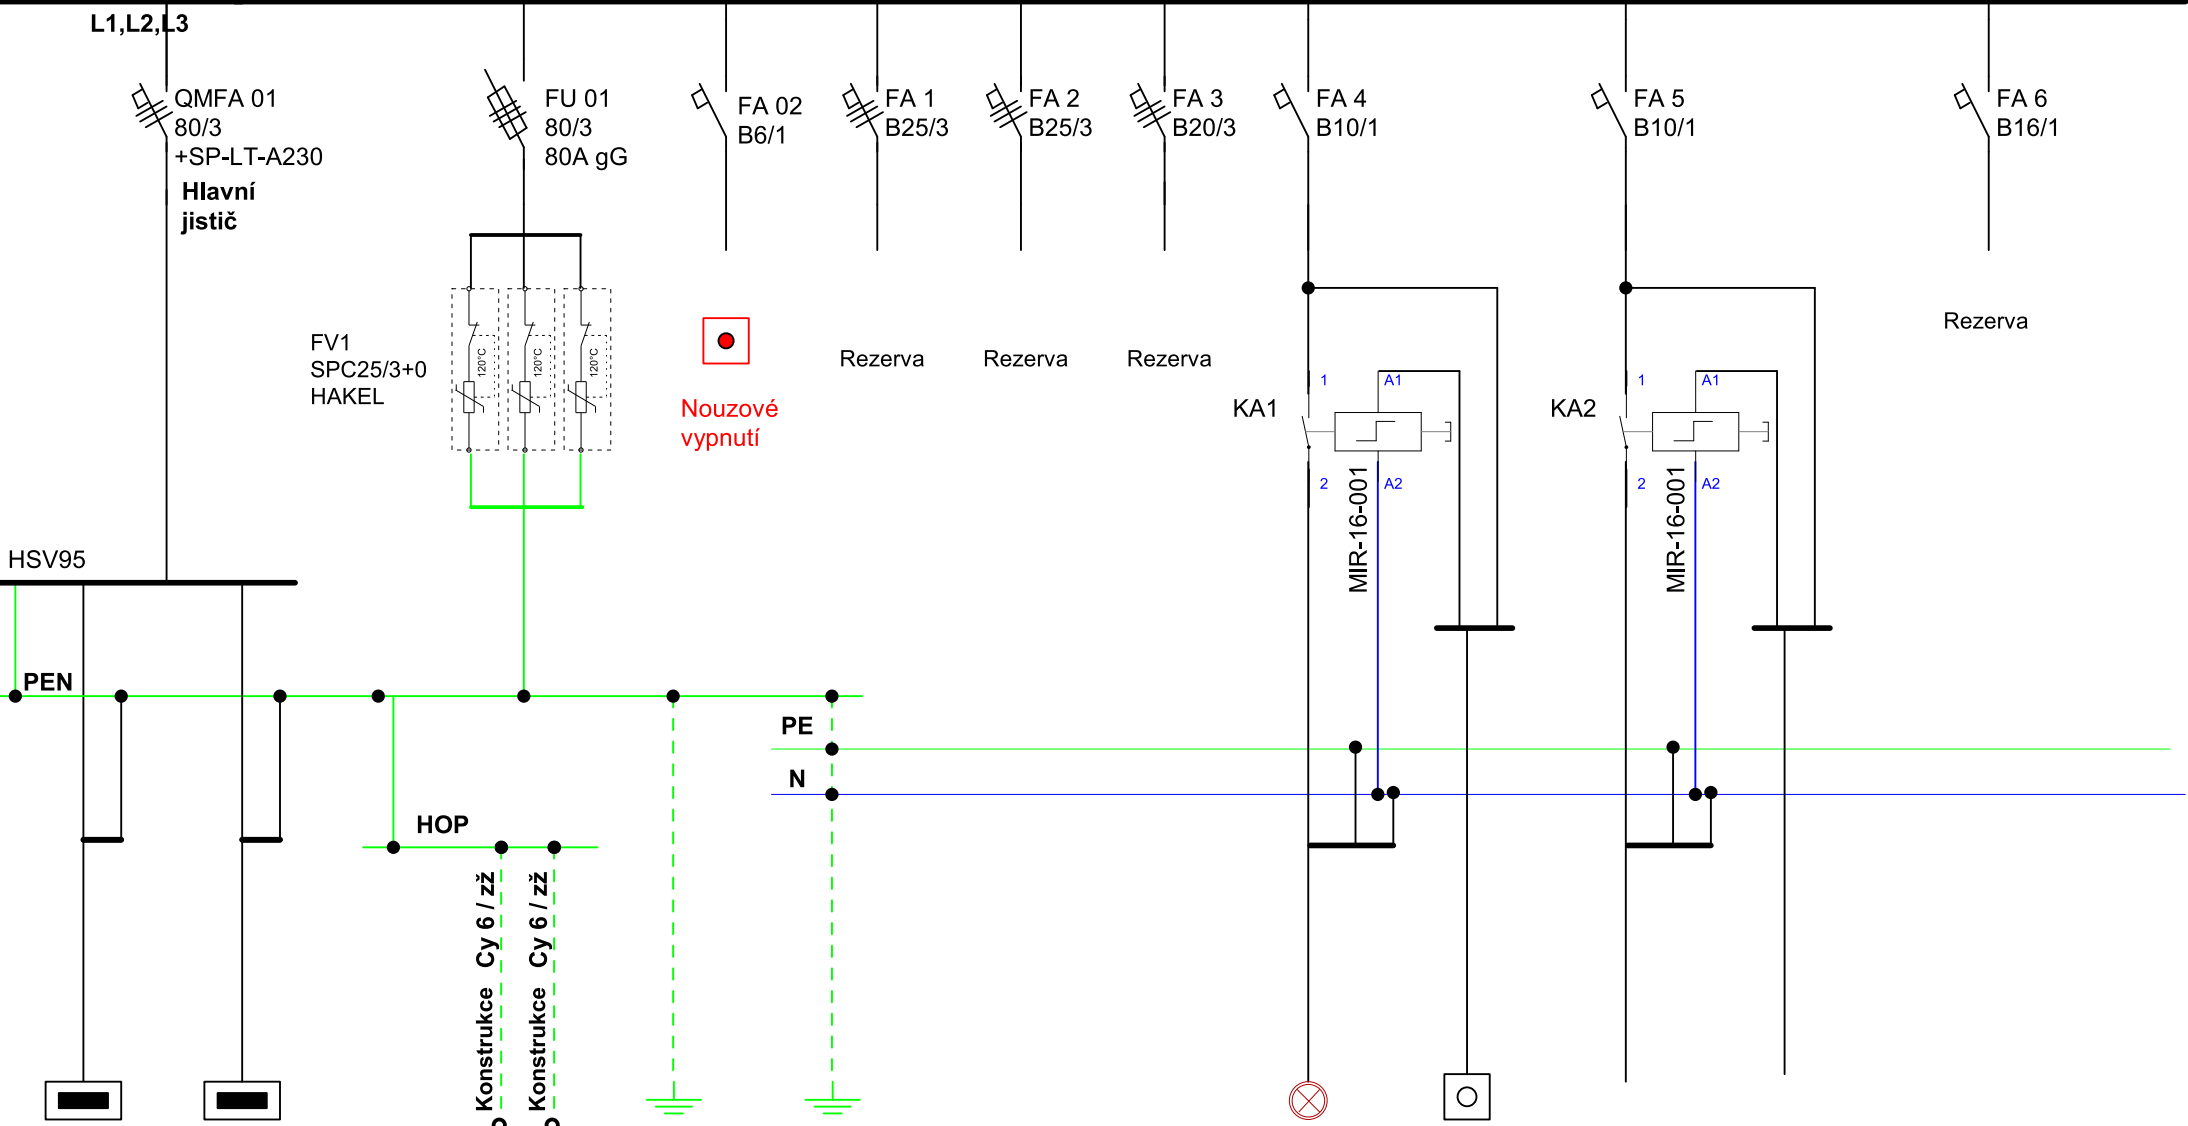 L1,L2,L3
QMFA 01
80/3
+SP-LT-A230
Hlavní
jistič
FU 01
80/3
80A gG
FA 02
B6/1
FA 1
B25/3
FA 2
B25/3
FA 3
B20/3
FA 4
B10/1
FA 5
B10/1
FA 6
B16/1
FV1
SPC25/3+0
HAKEL
120°C
120°C
120°C
Nouzové
vypnutí
Rezerva
Rezerva
Rezerva
Rezerva
KA1
1
A1
2
A2
MIR-16-001
KA2
1
A1
2
A2
MIR-16-001
HSV95
PEN
PE
N
HOP
Konstrukce Cy 6 / zž
Konstrukce Cy 6 / zž